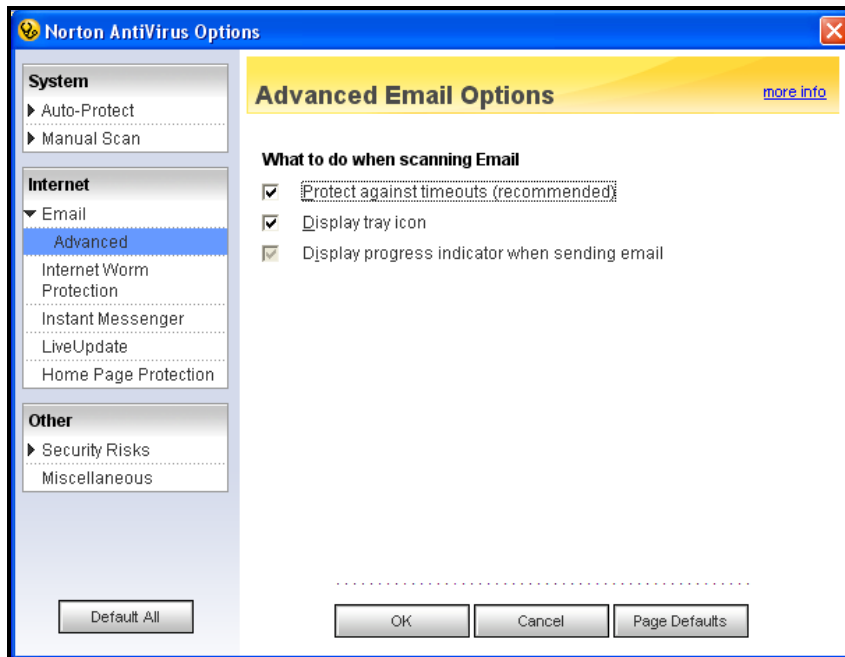 Norton AntiVirus Options
System
Auto-Protect
Manual Scan
Internet
Email
Advanced
Internet Worm
Protection
Instant Messenger
LiveUpdate
Home Page Protection
Other
Security Risks
Miscellaneous
Default All
Advanced Email Options
more info
What to do when scanning Email
Protect against timeouts (recommended)
Display tray icon
Display progress indicator when sending email
OK
Cancel
Page Defaults